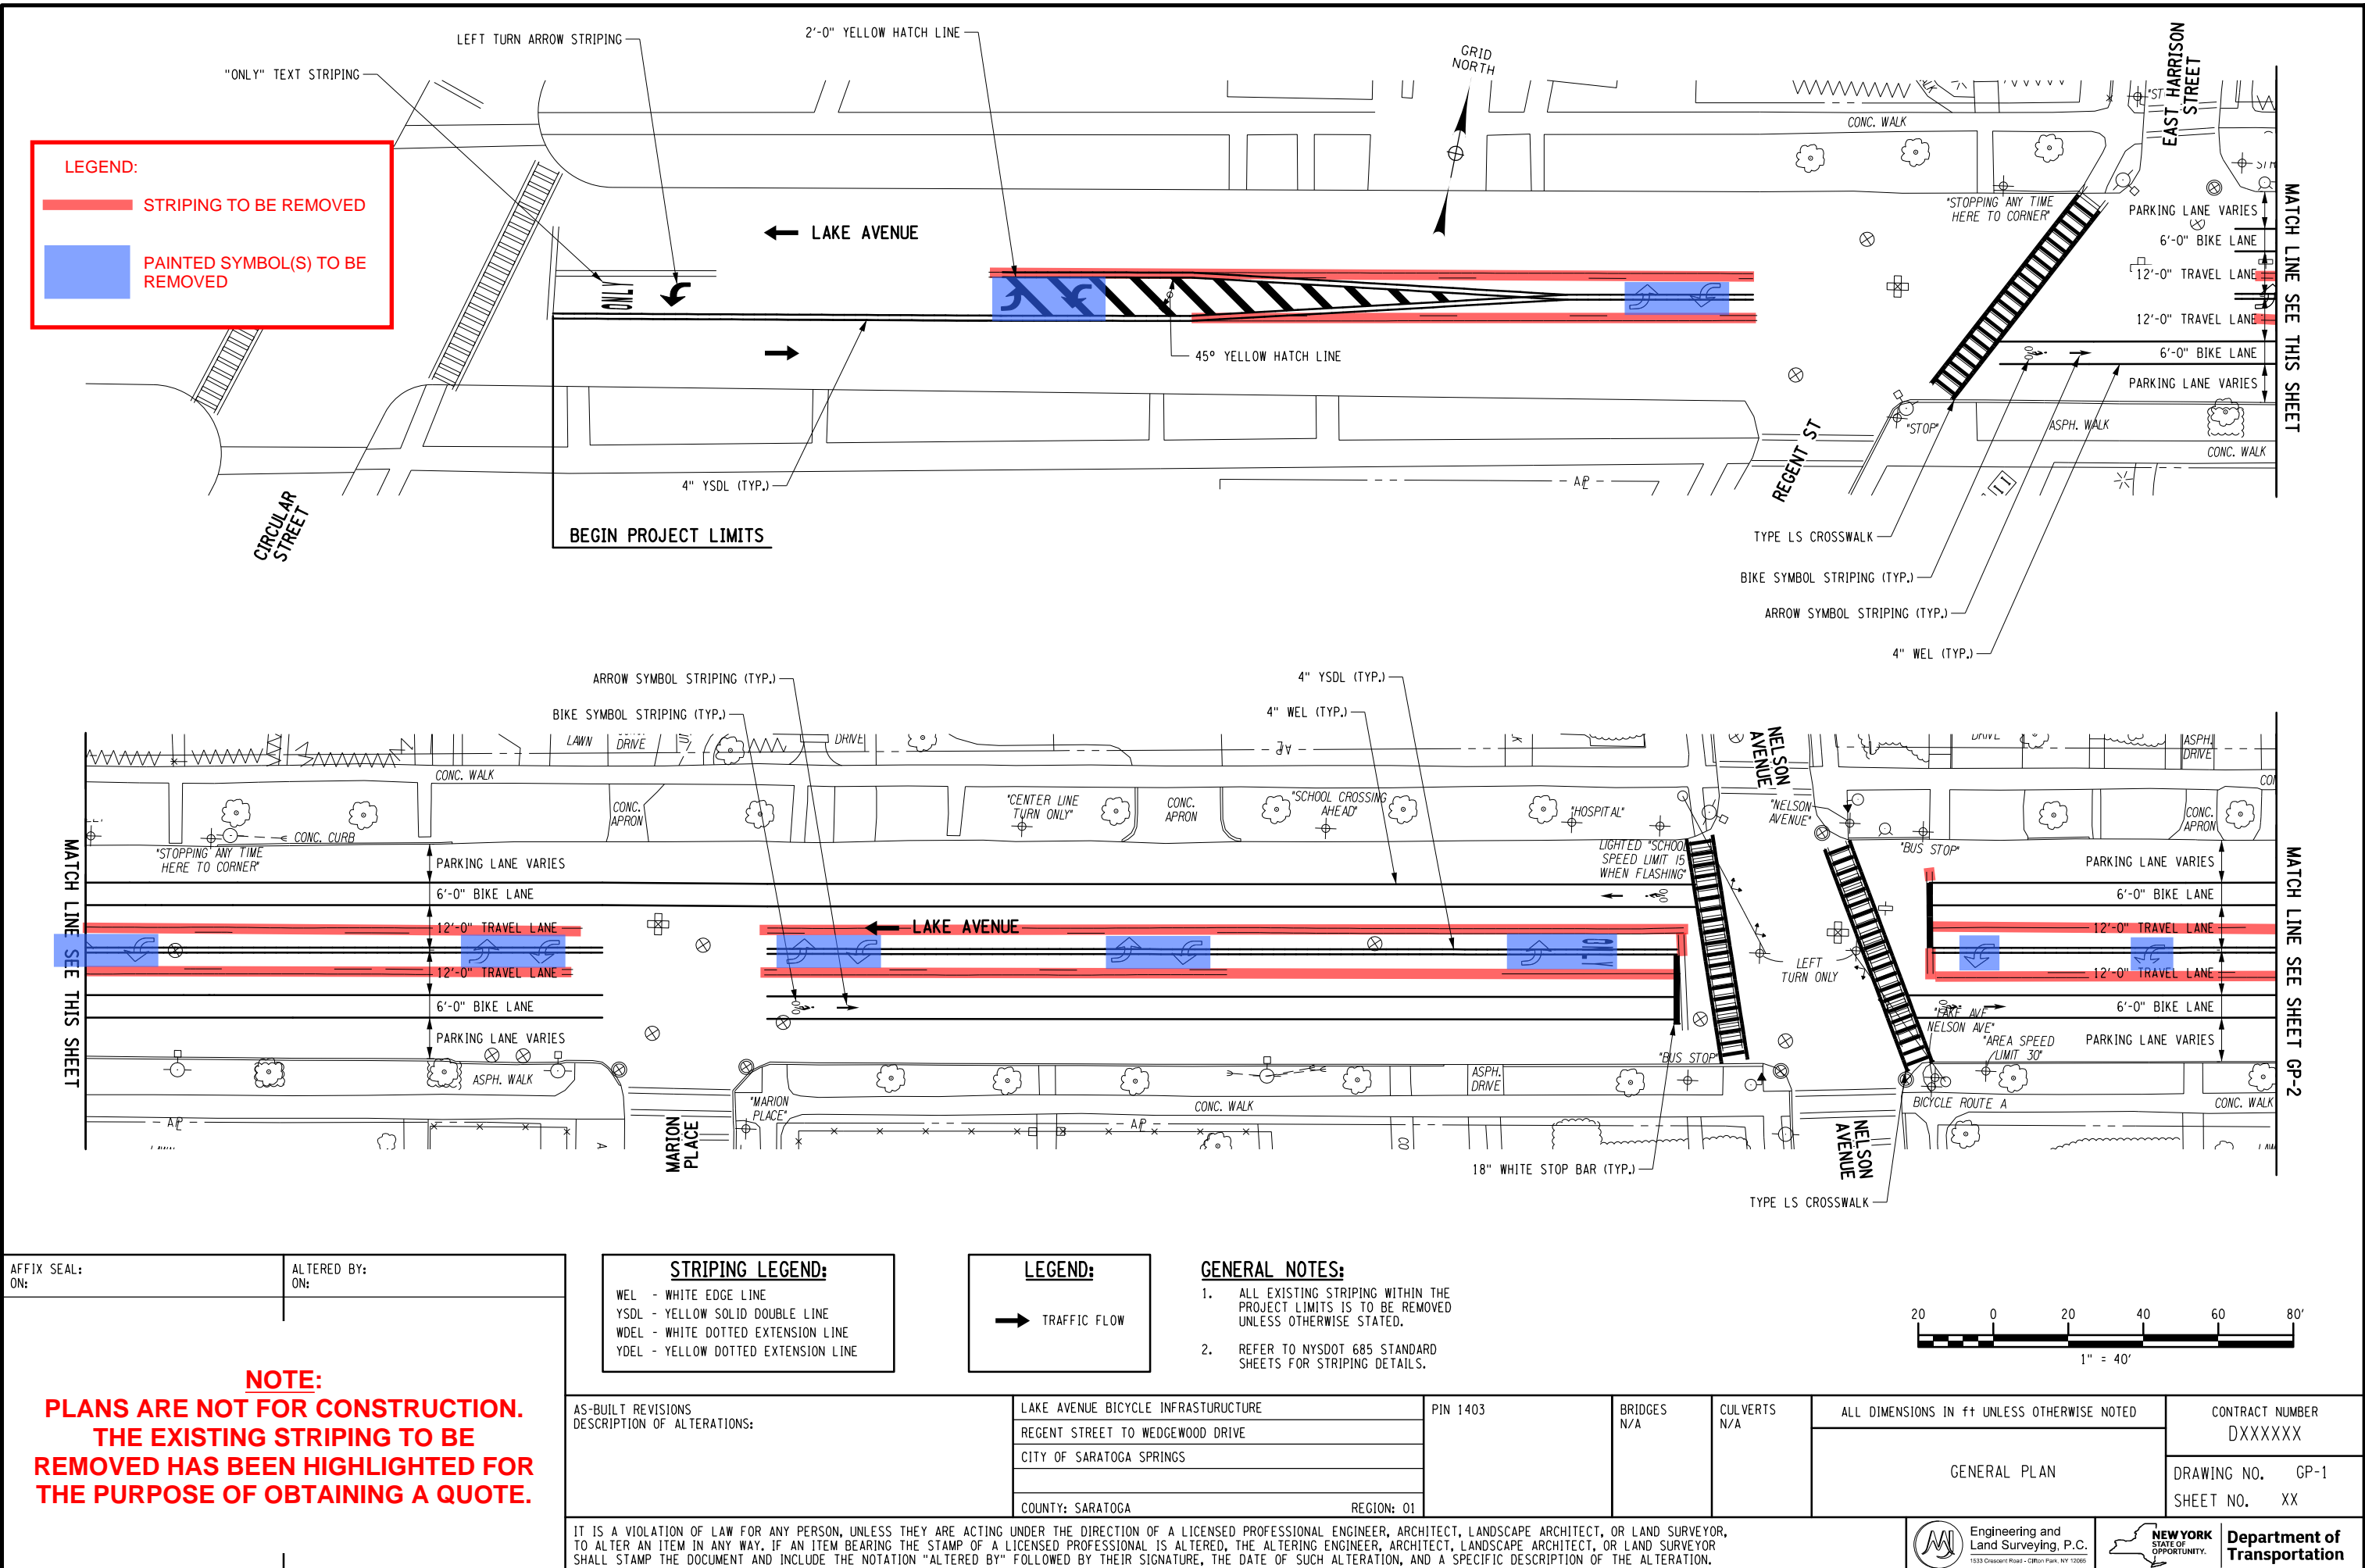 LEFT TURN ARROW STRIPING
2'-0" YELLOW HATCH LINE
"ONLY" TEXT STRIPING
GRID
NORTH
EAST HARRISON
STREET
CONC. WALK
LEGEND:
STRIPING TO BE REMOVED
PAINTED SYMBOL(S) TO BE
REMOVED
LAKE AVENUE
"STOPPING ANY TIME
HERE TO CORNER"
PARKING LANE VARIES
6'-0" BIKE LANE
12'-0" TRAVEL LANE
12'-0" TRAVEL LANE
6'-0" BIKE LANE
PARKING LANE VARIES
MATCH LINE SEE THIS SHEET
ONLY
45° YELLOW HATCH LINE
"STOP"
ASPH. WALK
CONC. WALK
4" YSDL (TYP.)
REGENT ST
CIRCULAR
STREET
BEGIN PROJECT LIMITS
TYPE LS CROSSWALK
BIKE SYMBOL STRIPING (TYP.)
ARROW SYMBOL STRIPING (TYP.)
4" WEL (TYP.)
ARROW SYMBOL STRIPING (TYP.)
4" YSDL (TYP.)
BIKE SYMBOL STRIPING (TYP.)
4" WEL (TYP.)
LAWN
DRIVE
DRIVE
NELSON
AVENUE
ASPH.
DRIVE
CONC. WALK
CONC.
APRON
"CENTER LINE
TURN ONLY"
CONC.
APRON
"SCHOOL CROSSING
AHEAD"
"HOSPITAL"
"NELSON
AVENUE"
CONC.
APRON
CONC. CURB
"STOPPING ANY TIME
HERE TO CORNER"
LIGHTED "SCHOOL
SPEED LIMIT 15
WHEN FLASHING"
"BUS STOP"
PARKING LANE VARIES
6'-0" BIKE LANE
12'-0" TRAVEL LANE
12'-0" TRAVEL LANE
6'-0" BIKE LANE
PARKING LANE VARIES
LAKE AVENUE
LEFT
TURN ONLY
PARKING LANE VARIES
6'-0" BIKE LANE
12'-0" TRAVEL LANE
12'-0" TRAVEL LANE
6'-0" BIKE LANE
PARKING LANE VARIES
"LAKE AVE
NELSON AVE"
"AREA SPEED
LIMIT 30"
MATCH LINE SEE THIS SHEET
MATCH LINE SEE SHEET GP-2
ASPH. WALK
"BUS STOP"
ASPH.
DRIVE
"MARION
PLACE"
CONC. WALK
BICYCLE ROUTE A
CONC. WALK
MARION
PLACE
NELSON
AVENUE
18" WHITE STOP BAR (TYP.)
TYPE LS CROSSWALK
AFFIX SEAL:
ON:
ALTERED BY:
ON:
STRIPING LEGEND:
WEL - WHITE EDGE LINE
YSDL - YELLOW SOLID DOUBLE LINE
WDEL - WHITE DOTTED EXTENSION LINE
YDEL - YELLOW DOTTED EXTENSION LINE
LEGEND:
TRAFFIC FLOW
GENERAL NOTES:
1. ALL EXISTING STRIPING WITHIN THE
PROJECT LIMITS IS TO BE REMOVED
UNLESS OTHERWISE STATED.
2. REFER TO NYSDOT 685 STANDARD
SHEETS FOR STRIPING DETAILS.
20 0 20 40 60 80'
1" = 40'
NOTE:
PLANS ARE NOT FOR CONSTRUCTION.
THE EXISTING STRIPING TO BE
REMOVED HAS BEEN HIGHLIGHTED FOR
THE PURPOSE OF OBTAINING A QUOTE.
AS-BUILT REVISIONS
DESCRIPTION OF ALTERATIONS:
LAKE AVENUE BICYCLE INFRASTURUCTURE
REGENT STREET TO WEDGEWOOD DRIVE
CITY OF SARATOGA SPRINGS
COUNTY: SARATOGA REGION: 01
PIN 1403
BRIDGES
N/A
CULVERTS
N/A
ALL DIMENSIONS IN ft UNLESS OTHERWISE NOTED
GENERAL PLAN
CONTRACT NUMBER
DXXXXXX
DRAWING NO. GP-1
SHEET NO. XX
IT IS A VIOLATION OF LAW FOR ANY PERSON, UNLESS THEY ARE ACTING UNDER THE DIRECTION OF A LICENSED PROFESSIONAL ENGINEER, ARCHITECT, LANDSCAPE ARCHITECT, OR LAND SURVEYOR,
TO ALTER AN ITEM IN ANY WAY. IF AN ITEM BEARING THE STAMP OF A LICENSED PROFESSIONAL IS ALTERED, THE ALTERING ENGINEER, ARCHITECT, LANDSCAPE ARCHITECT, OR LAND SURVEYOR
SHALL STAMP THE DOCUMENT AND INCLUDE THE NOTATION "ALTERED BY" FOLLOWED BY THEIR SIGNATURE, THE DATE OF SUCH ALTERATION, AND A SPECIFIC DESCRIPTION OF THE ALTERATION.
Engineering and
Land Surveying, P.C.
1533 Crescent Road - Clifton Park, NY 12065
NEW YORK
STATE OF
OPPORTUNITY.
Department of
Transportation